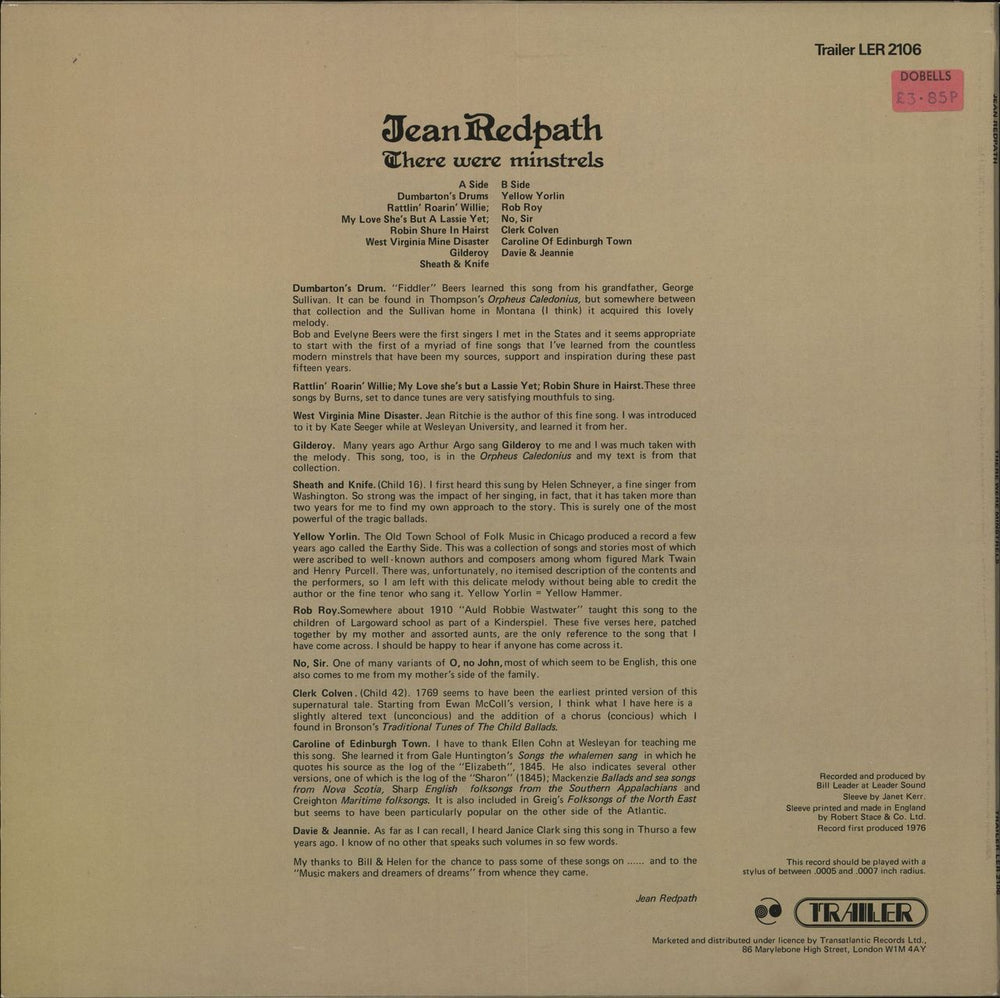 Trailer LER 2106
DOBELLS
£3·85P
Jean Redpath
There were minstrels
A Side B Side
Dumbarton's Drums Yellow Yorlin
Rattlin' Roarin' Willie; Rob Roy
My Love She's But A Lassie Yet; No, Sir
Robin Shure In Hairst Clerk Colven
West Virginia Mine Disaster Caroline Of Edinburgh Town
Gilderoy Davie & Jeannie
Sheath & Knife
Dumbarton's Drum. "Fiddler" Beers learned this song from his grandfather, George
Sullivan. It can be found in Thompson's Orpheus Caledonius, but somewhere between
that collection and the Sullivan home in Montana (I think) it acquired this lovely
melody.
Bob and Evelyne Beers were the first singers I met in the States and it seems appropriate
to start with the first of a myriad of fine songs that I've learned from the countless
modern minstrels that have been my sources, support and inspiration during these past
fifteen years.
Rattlin' Roarin' Willie; My Love she's but a Lassie Yet; Robin Shure in Hairst. These three
songs by Burns, set to dance tunes are very satisfying mouthfuls to sing.
West Virginia Mine Disaster. Jean Ritchie is the author of this fine song. I was introduced
to it by Kate Seeger while at Wesleyan University, and learned it from her.
Gilderoy. Many years ago Arthur Argo sang Gilderoy to me and I was much taken with
the melody. This song, too, is in the Orpheus Caledonius and my text is from that
collection.
Sheath and Knife. (Child 16). I first heard this sung by Helen Schneyer, a fine singer from
Washington. So strong was the impact of her singing, in fact, that it has taken more than
two years for me to find my own approach to the story. This is surely one of the most
powerful of the tragic ballads.
Yellow Yorlin. The Old Town School of Folk Music in Chicago produced a record a few
years ago called the Earthy Side. This was a collection of songs and stories most of which
were ascribed to well-known authors and composers among whom figured Mark Twain
and Henry Purcell. There was, unfortunately, no itemised description of the contents and
the performers, so I am left with this delicate melody without being able to credit the
author or the fine tenor who sang it. Yellow Yorlin = Yellow Hammer.
Rob Roy. Somewhere about 1910 "Auld Robbie Wastwater" taught this song to the
children of Largoward school as part of a Kinderspiel. These five verses here, patched
together by my mother and assorted aunts, are the only reference to the song that I
have come across. I should be happy to hear if anyone has come across it.
No, Sir. One of many variants of O, no John, most of which seem to be English, this one
also comes to me from my mother's side of the family.
Clerk Colven. (Child 42). 1769 seems to have been the earliest printed version of this
supernatural tale. Starting from Ewan McColl's version, I think what I have here is a
slightly altered text (unconcious) and the addition of a chorus (concious) which I
found in Bronson's Traditional Tunes of The Child Ballads.
Caroline of Edinburgh Town. I have to thank Ellen Cohn at Wesleyan for teaching me
this song. She learned it from Gale Huntington's Songs the whalemen sang in which he
quotes his source as the log of the "Elizabeth", 1845. He also indicates several other
versions, one of which is the log of the "Sharon" (1845); Mackenzie Ballads and sea songs
from Nova Scotia, Sharp English folksongs from the Southern Appalachians and
Creighton Maritime folksongs. It is also included in Greig's Folksongs of the North East
but seems to have been particularly popular on the other side of the Atlantic.
Davie & Jeannie. As far as I can recall, I heard Janice Clark sing this song in Thurso a few
years ago. I know of no other that speaks such volumes in so few words.
My thanks to Bill & Helen for the chance to pass some of these songs on ...... and to the
"Music makers and dreamers of dreams" from whence they came.
Jean Redpath
Recorded and produced by
Bill Leader at Leader Sound
Sleeve by Janet Kerr.
Sleeve printed and made in England
by Robert Stace & Co. Ltd.
Record first produced 1976
This record should be played with a
stylus of between .0005 and .0007 inch radius.
TRAILER
Marketed and distributed under licence by Transatlantic Records Ltd.,
86 Marylebone High Street, London W1M 4AY
JEAN REDPATH